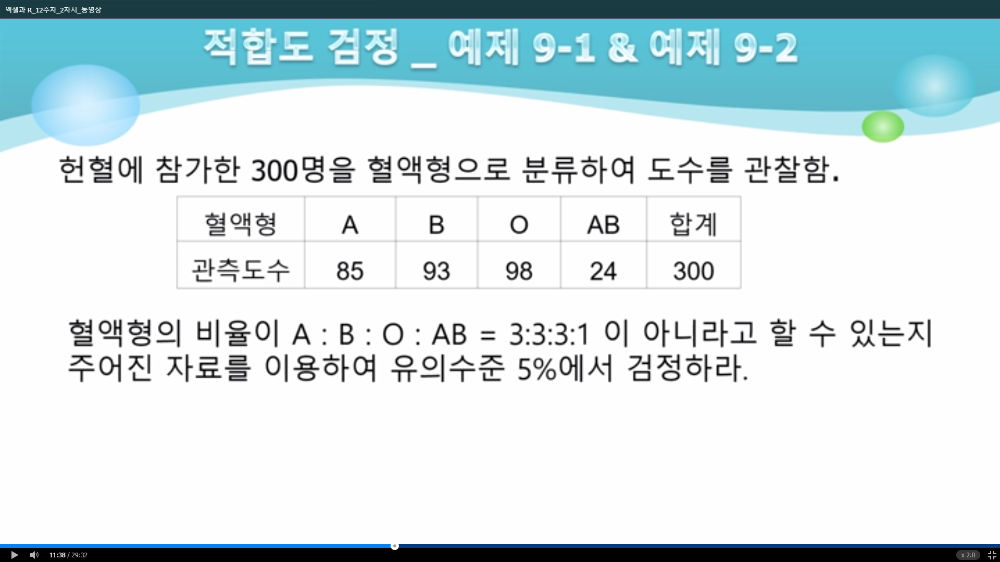 엑셀과 R_12주차_2차시_동영상
적합도 검정 _ 예제 9-1 & 예제 9-2
헌혈에 참가한 300명을 혈액형으로 분류하여 도수를 관찰함.
혈액형 A B O AB 합계
관측도수 85 93 98 24 300
혈액형의 비율이 A : B : O : AB = 3:3:3:1 이 아니라고 할 수 있는지
주어진 자료를 이용하여 유의수준 5%에서 검정하라.
11:38 / 29:32 x 2.0